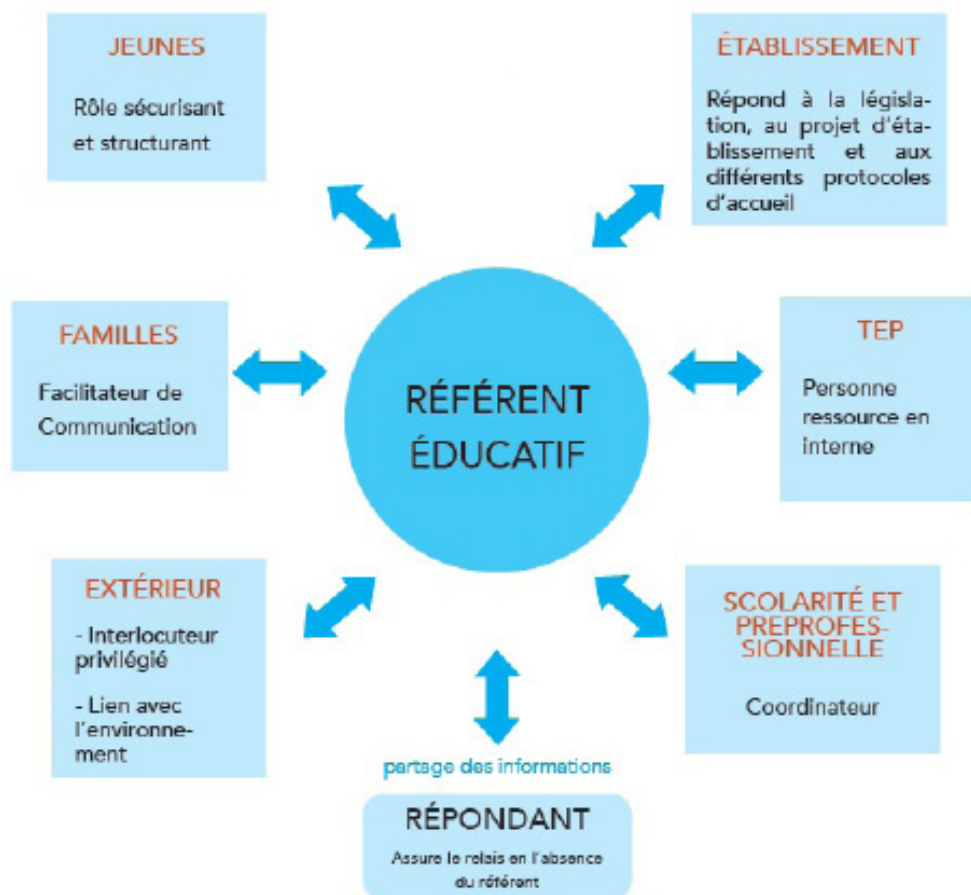 JEUNES
Rôle sécurisant
et structurant
ÉTABLISSEMENT
Répond à la législa-
tion, au projet d'éta-
blissement et aux
différents protocoles
d'accueil
FAMILLES
Facilitateur de
Communication
RÉFÉRENT
ÉDUCATIF
TEP
Personne
ressource en
interne
EXTÉRIEUR
- Interlocuteur
privilégié
- Lien avec
l'environne-
ment
SCOLARITÉ ET
PREPROFES-
SIONNELLE
Coordinateur
partage des informations
RÉPONDANT
Assure le relais en l'absence
du référent